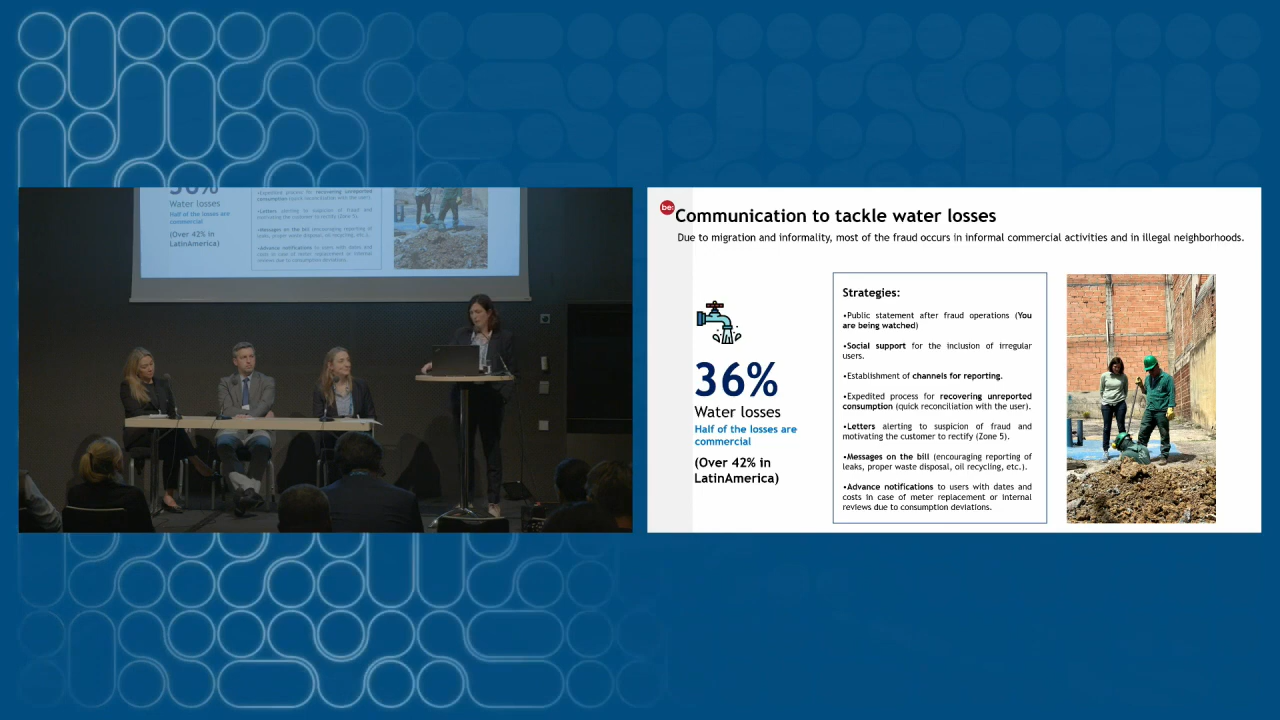 36%
Water losses
Half of the losses are
commercial
(Over 42% in
LatinAmerica)
be:
Communication to tackle water losses
Due to migration and informality, most of the fraud occurs in informal commercial activities and in illegal neighborhoods.
36%
Water losses
Half of the losses are
commercial
(Over 42% in
LatinAmerica)
Strategies:
•Public statement after fraud operations (You
are being watched)
•Social support for the inclusion of irregular
users.
•Establishment of channels for reporting.
•Expedited process for recovering unreported
consumption (quick reconciliation with the user).
•Letters alerting to suspicion of fraud and
motivating the customer to rectify (Zone 5).
•Messages on the bill (encouraging reporting of
leaks, proper waste disposal, oil recycling, etc.).
•Advance notifications to users with dates and
costs in case of meter replacement or internal
reviews due to consumption deviations.